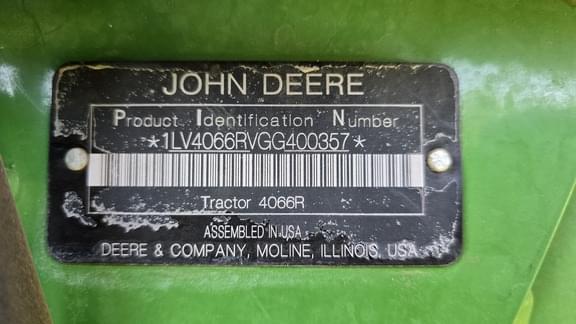 JOHN DEERE
Product Identification Number
*1LV4066RVGG400357*
Tractor 4066R
ASSEMBLED IN USA
DEERE & COMPANY, MOLINE, ILLINOIS, USA